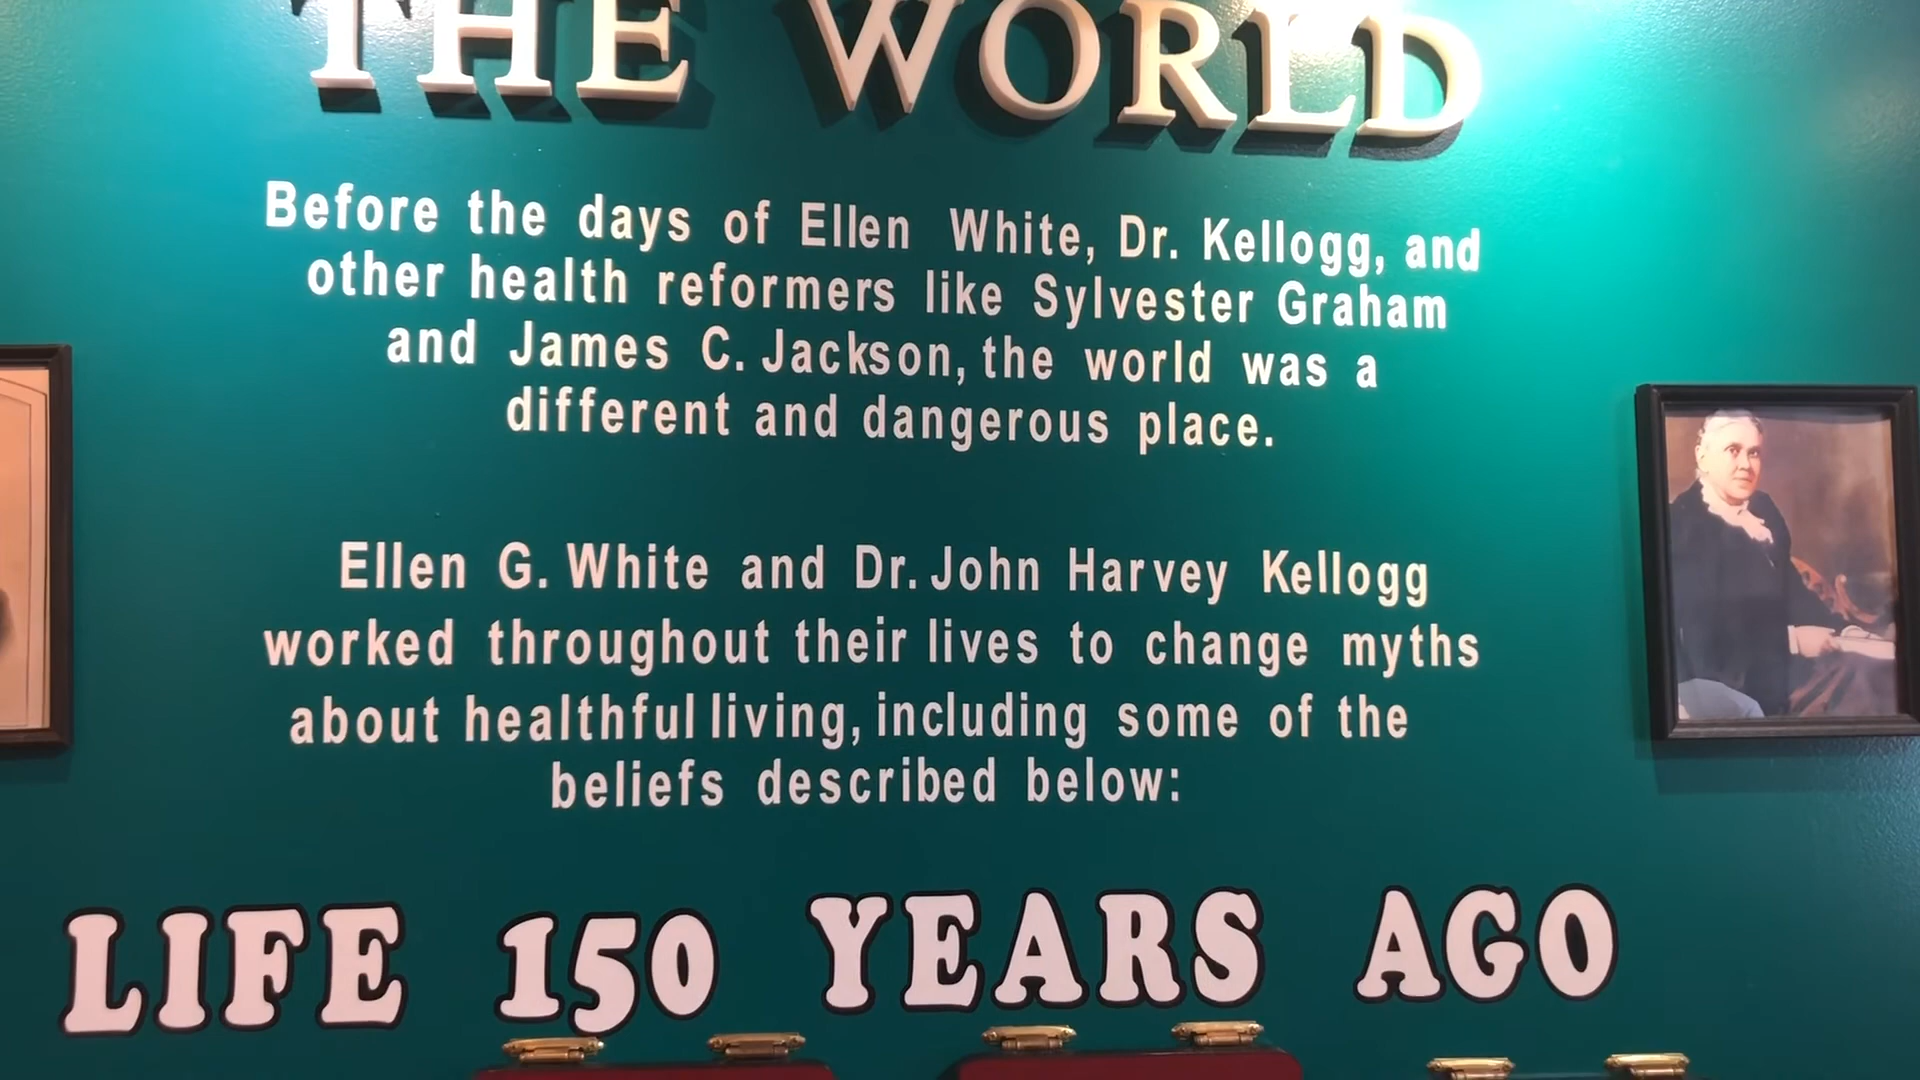 THE WORLD
Before the days of Ellen White, Dr. Kellogg, and
other health reformers like Sylvester Graham
and James C. Jackson, the world was a
different and dangerous place.
Ellen G. White and Dr. John Harvey Kellogg
worked throughout their lives to change myths
about healthful living, including some of the
beliefs described below:
LIFE 150 YEARS AGO